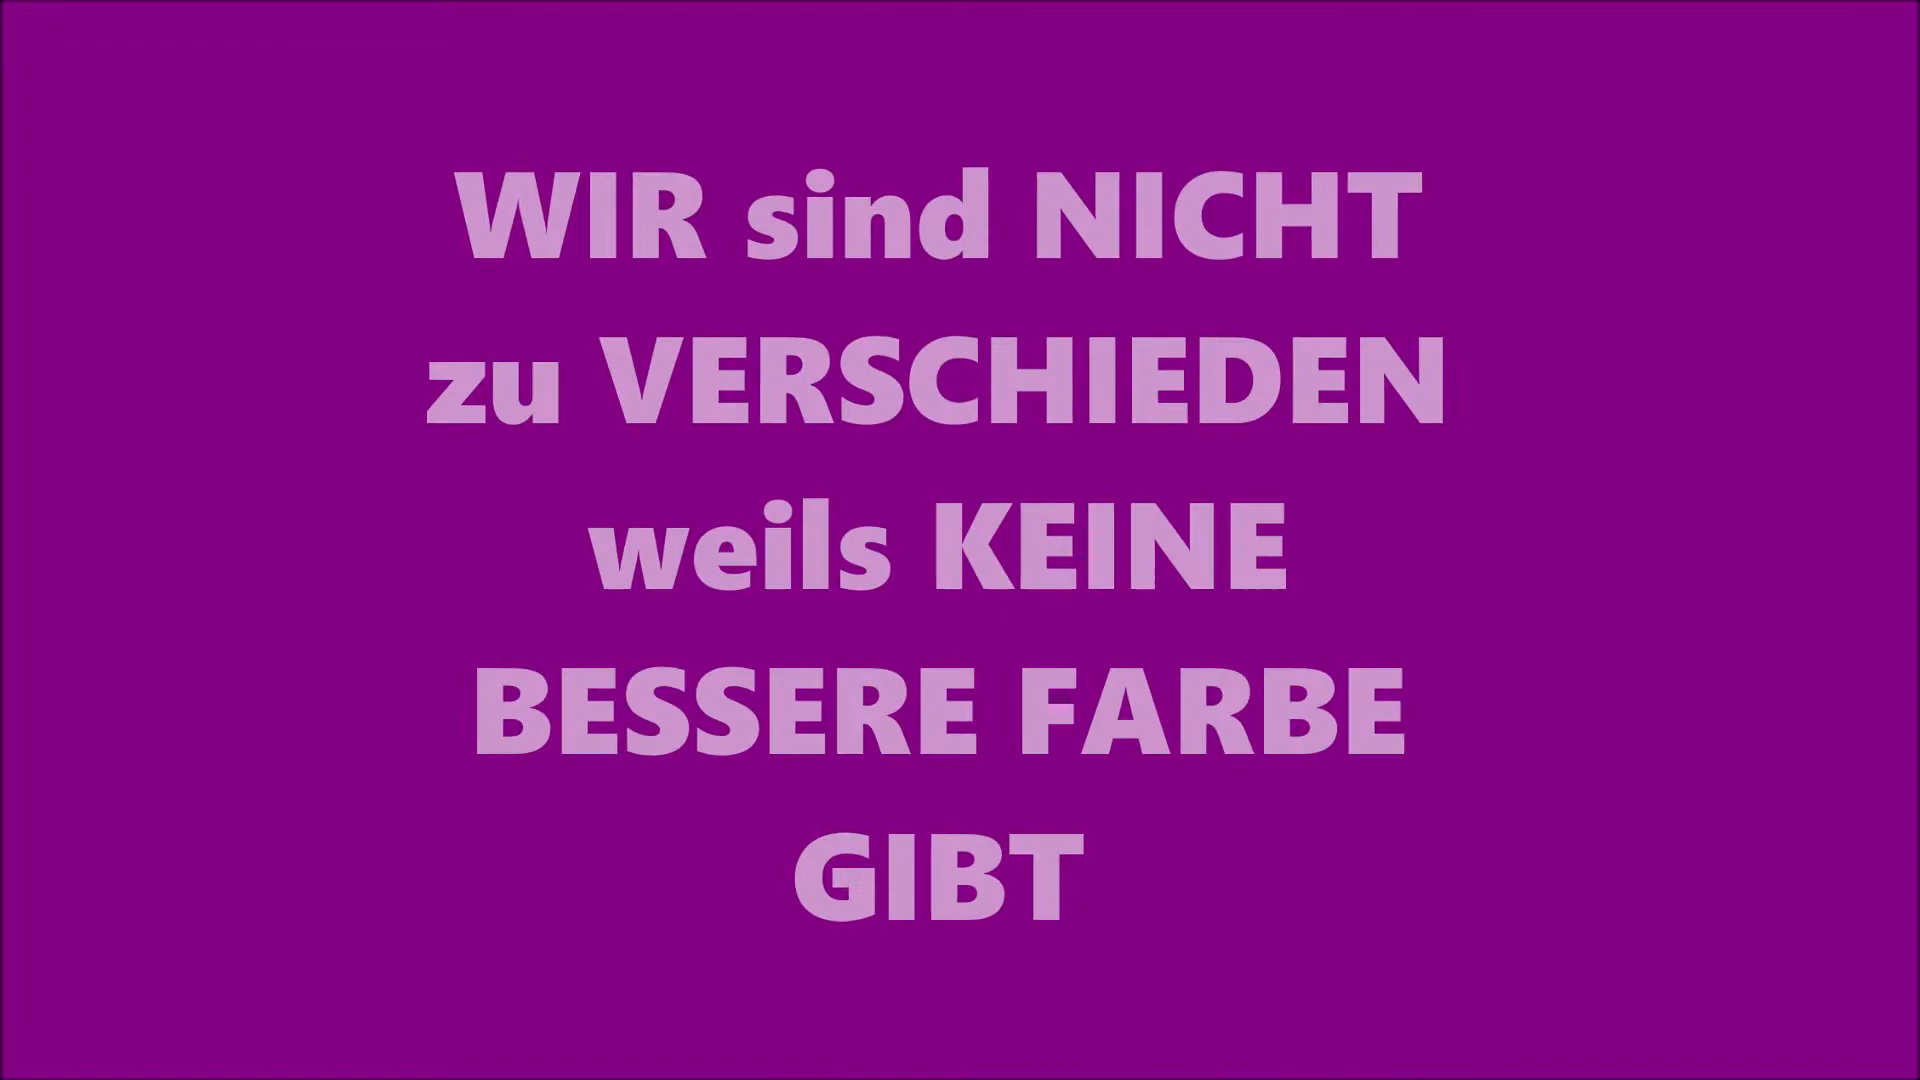 WIR sind NICHT
zu VERSCHIEDEN
weils KEINE
BESSERE FARBE
GIBT